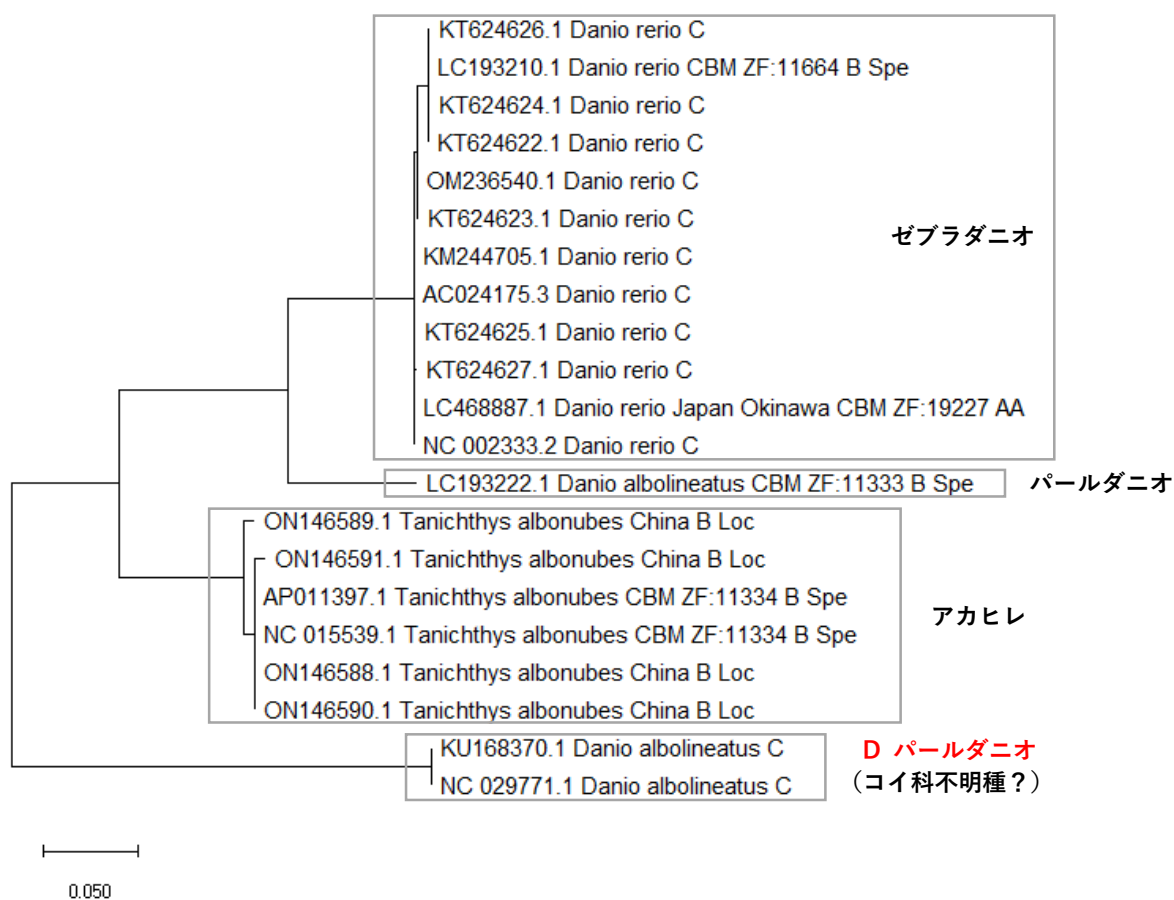 KT624626.1 Danio rerio C
LC193210.1 Danio rerio CBM ZF:11664 B Spe
KT624624.1 Danio rerio C
KT624622.1 Danio rerio C
OM236540.1 Danio rerio C
KT624623.1 Danio rerio C
ゼブラダニオ
KM244705.1 Danio rerio C
AC024175.3 Danio rerio C
KT624625.1 Danio rerio C
KT624627.1 Danio rerio C
LC468887.1 Danio rerio Japan Okinawa CBM ZF:19227 AA
NC 002333.2 Danio rerio C
LC193222.1 Danio albolineatus CBM ZF:11333 B Spe
パールダニオ
ON146589.1 Tanichthys albonubes China B Loc
ON146591.1 Tanichthys albonubes China B Loc
AP011397.1 Tanichthys albonubes CBM ZF:11334 B Spe
アカヒレ
NC 015539.1 Tanichthys albonubes CBM ZF:11334 B Spe
ON146588.1 Tanichthys albonubes China B Loc
ON146590.1 Tanichthys albonubes China B Loc
KU168370.1 Danio albolineatus C
D パールダニオ
NC 029771.1 Danio albolineatus C
（コイ科不明種？）
0.050